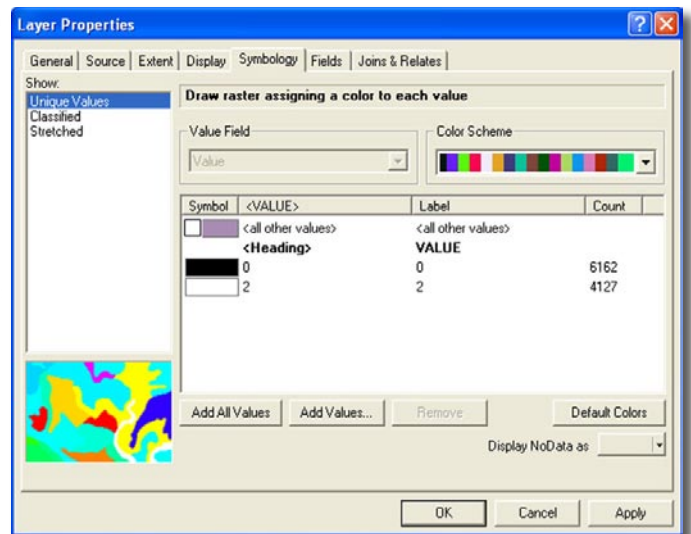 Layer Properties
General Source Extent Display Symbology Fields Joins & Relates
Show:
Unique Values
Classified
Stretched
Draw raster assigning a color to each value
Value Field
Value
Color Scheme
Symbol <VALUE> Label Count
<all other values> <all other values>
<Heading> VALUE
0 0 6162
2 2 4127
Add All Values Add Values... Remove Default Colors
Display NoData as
OK Cancel Apply